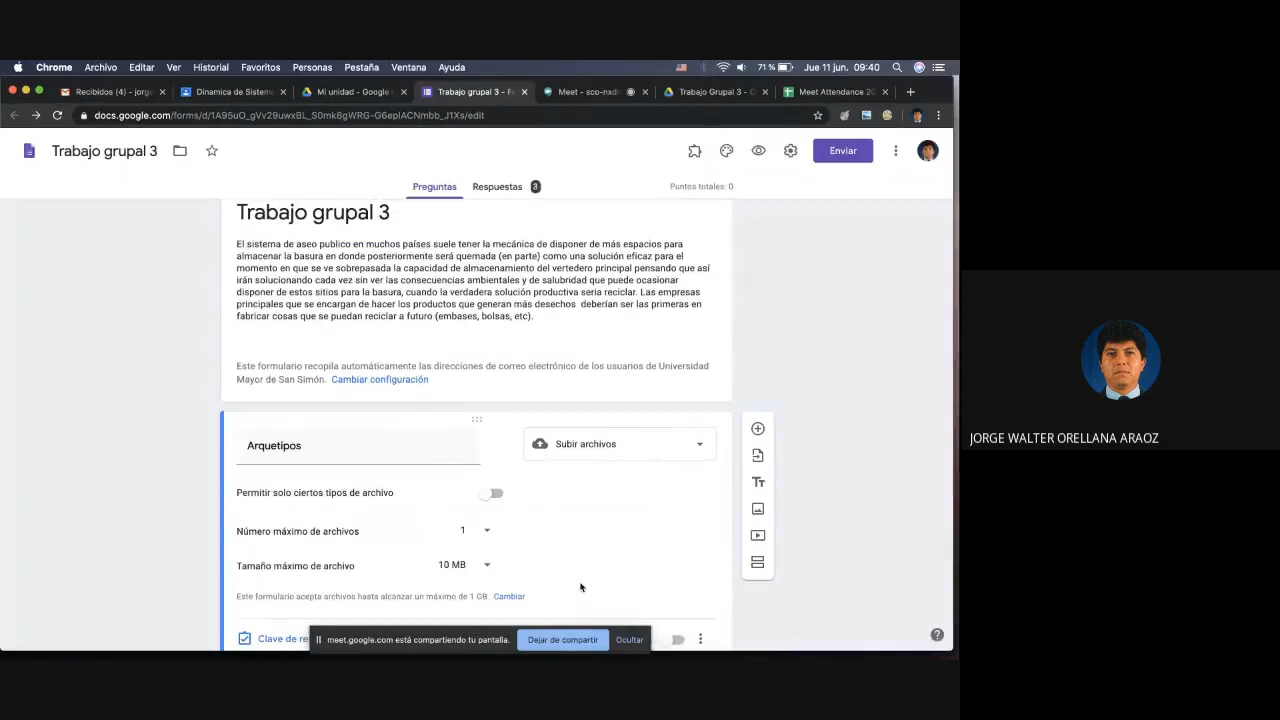 Chrome Archivo Editar Ver Historial Favoritos Personas Pestaña Ventana Ayuda 71 % Jue 11 jun. 09:40
Recibidos (4) - jorge Dinamica de Sistem Mi unidad - Google Trabajo grupal 3 - F Meet - sco-nxdn Trabajo Grupal 3 - G Meet Attendance 20
docs.google.com/forms/d/1A95uO_gVv29uwxBL_S0mk8gWRG-G6eplACNmbb_J1Xs/edit
Trabajo grupal 3 Enviar
Preguntas Respuestas 3 Puntos totales: 0
Trabajo grupal 3
El sistema de aseo publico en muchos países suele tener la mecánica de disponer de más espacios para
almacenar la basura en donde posteriormente será quemada (en parte) como una solución eficaz para el
momento en que se ve sobrepasada la capacidad de almacenamiento del vertedero principal pensando que así
irán solucionando cada vez sin ver las consecuencias ambientales y de salubridad que puede ocasionar
disponer de estos sitios para la basura, cuando la verdadera solución productiva seria reciclar. Las empresas
principales que se encargan de hacer los productos que generan más desechos deberían ser las primeras en
fabricar cosas que se puedan reciclar a futuro (embases, bolsas, etc).
Este formulario recopila automáticamente las direcciones de correo electrónico de los usuarios de Universidad
Mayor de San Simón. Cambiar configuración
Arquetipos Subir archivos
Permitir solo ciertos tipos de archivo
JORGE WALTER ORELLANA ARAOZ
Número máximo de archivos 1
Tamaño máximo de archivo 10 MB
Este formulario acepta archivos hasta alcanzar un máximo de 1 GB. Cambiar
Clave de re
meet.google.com está compartiendo tu pantalla. Dejar de compartir Ocultar